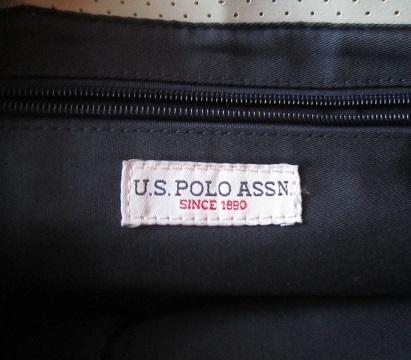 U.S. POLO ASSN.
SINCE 1890